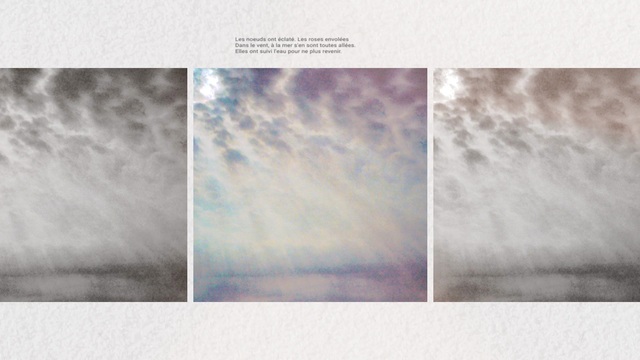 Les nœuds ont éclaté. Les roses envolées
Dans le vent, à la mer s'en sont toutes allées.
Elles ont suivi l'eau pour ne plus revenir